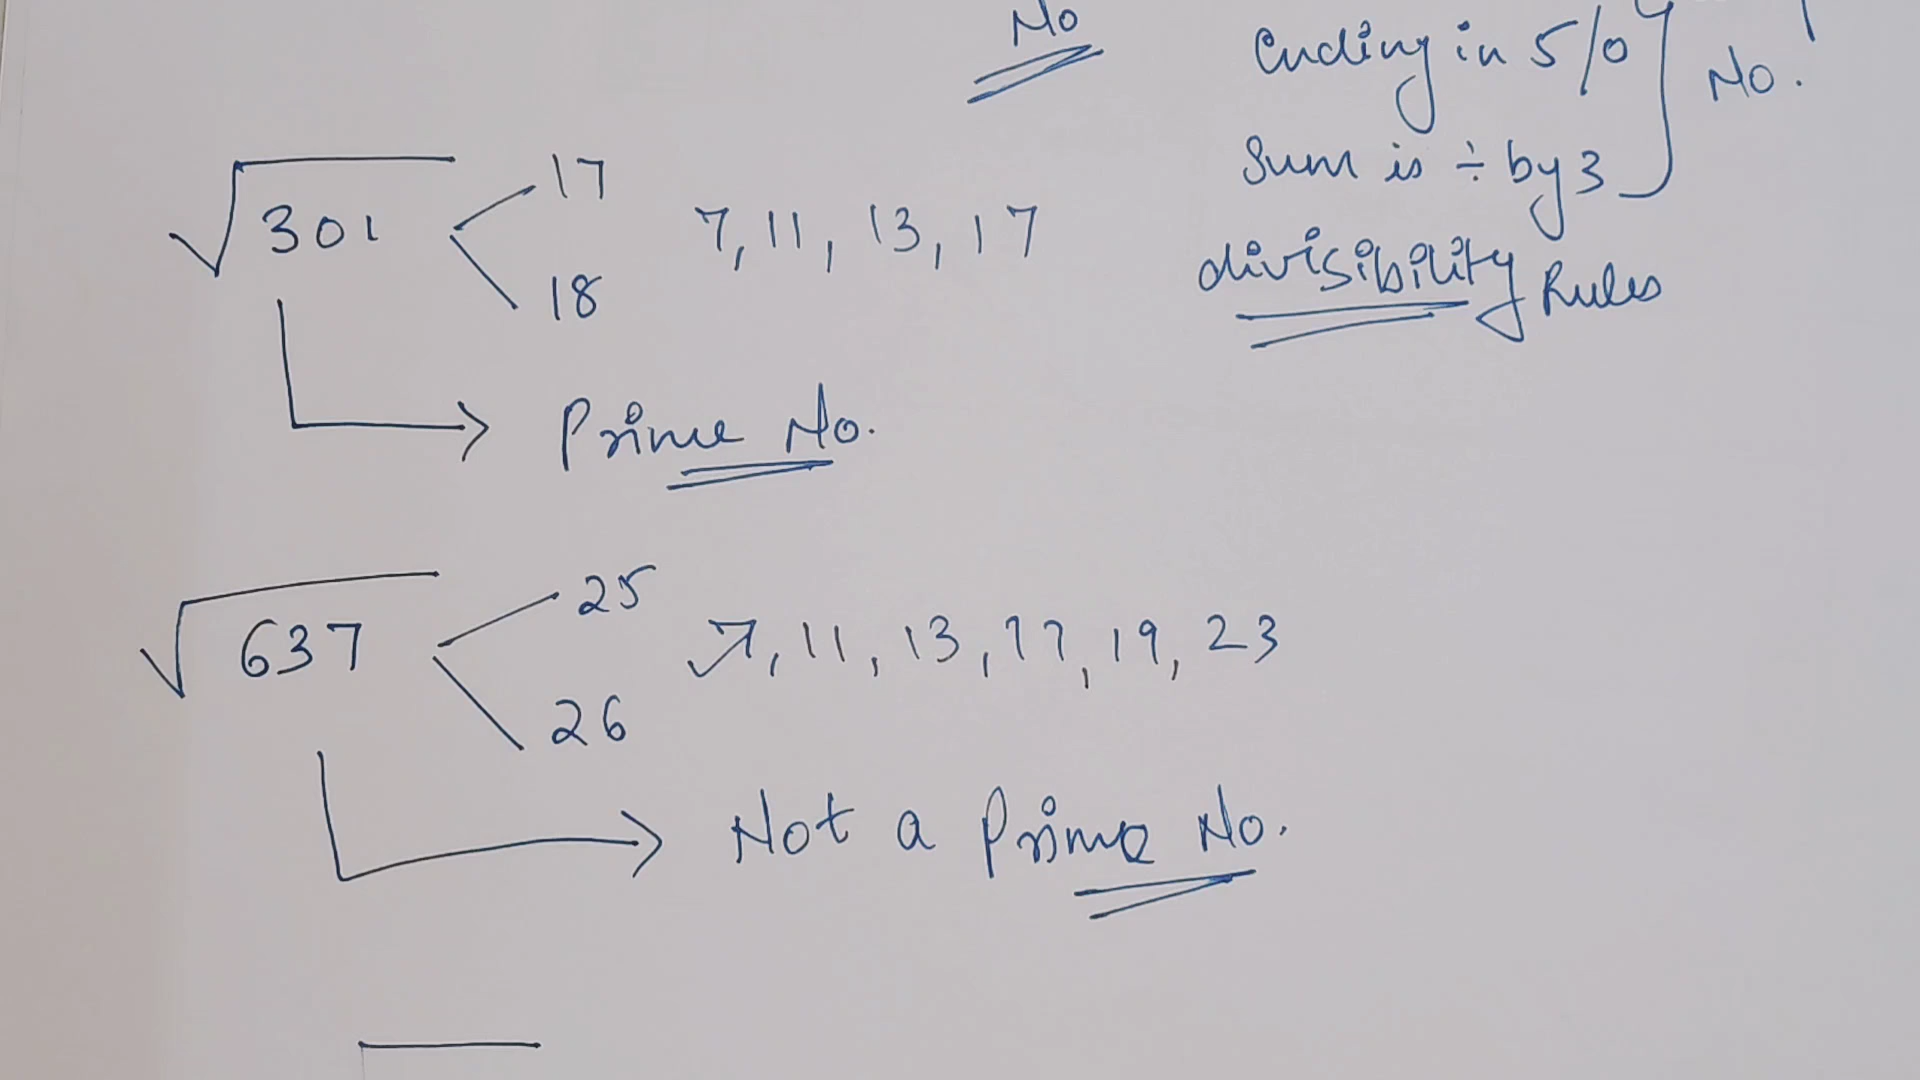 No
Ending in 5/0
No.
Sum is ÷ by 3
divisibility Rules
√301 17 7, 11, 13, 17
18
Prime No.
√637 25 7, 11, 13, 17, 19, 23
26
Not a Prime No.